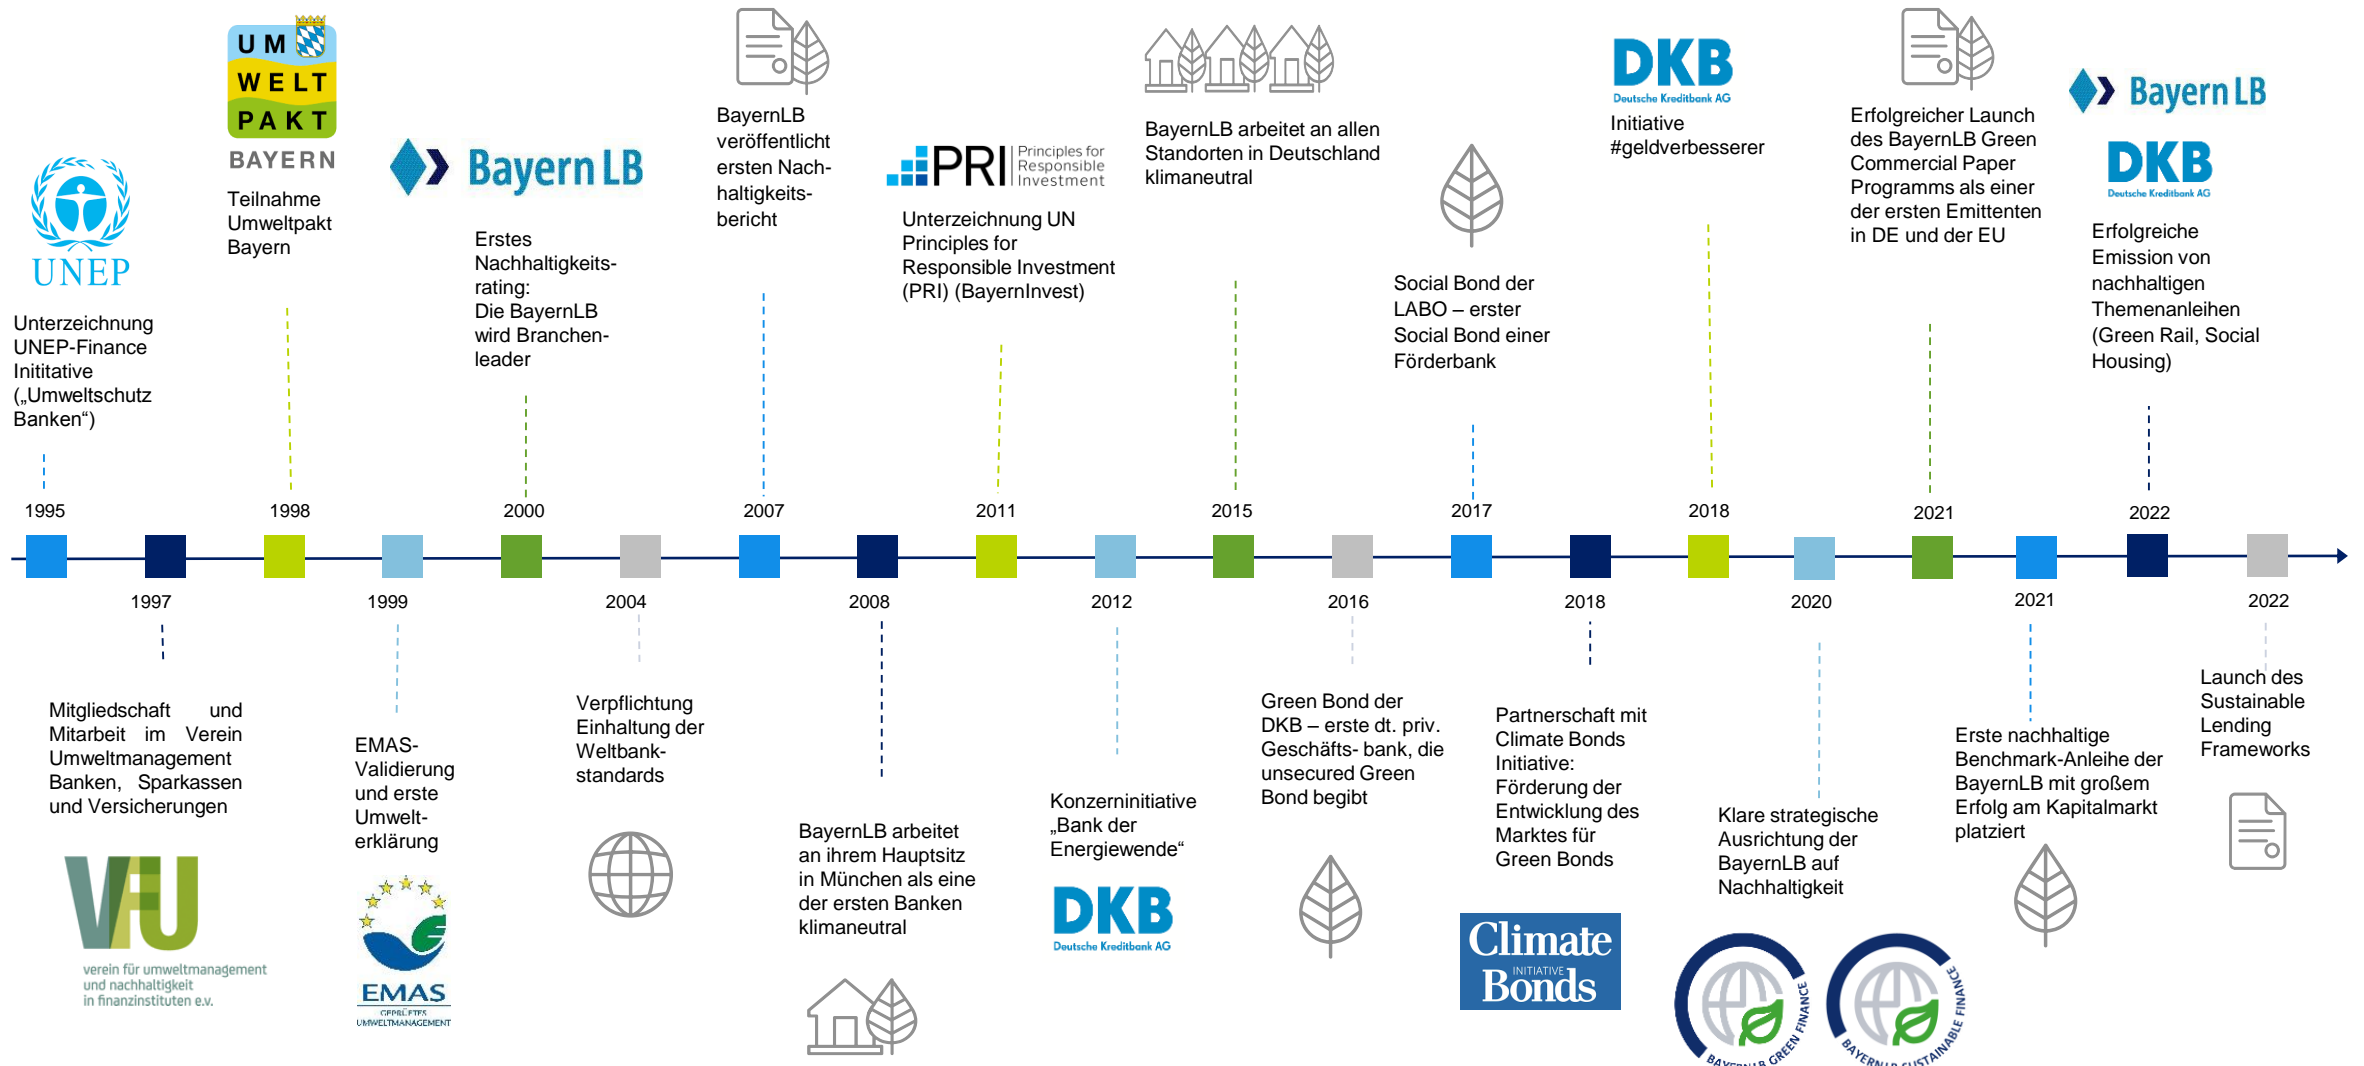 UM
WELT
PAKT
BAYERN
Teilnahme
Umweltpakt
Bayern
UNEP
Unterzeichnung
UNEP-Finance
Inititative
(„Umweltschutz
Banken“)
Bayern LB
Erstes
Nachhaltigkeits-
rating:
Die BayernLB
wird Branchen-
leader
BayernLB
veröffentlicht
ersten Nach-
haltigkeits-
bericht
PRI Principles for
Responsible
Investment
Unterzeichnung UN
Principles for
Responsible Investment
(PRI) (BayernInvest)
BayernLB arbeitet an allen
Standorten in Deutschland
klimaneutral
Social Bond der
LABO – erster
Social Bond einer
Förderbank
DKB
Deutsche Kreditbank AG
Initiative
#geldverbesserer
Erfolgreicher Launch
des BayernLB Green
Commercial Paper
Programms als einer
der ersten Emittenten
in DE und der EU
Bayern LB
DKB
Deutsche Kreditbank AG
Erfolgreiche
Emission von
nachhaltigen
Themenanleihen
(Green Rail, Social
Housing)
1995
1998
2000
2007
2011
2015
2017
2018
2021
2022
1997
1999
2004
2008
2012
2016
2018
2020
2021
2022
Mitgliedschaft und
Mitarbeit im Verein
Umweltmanagement
Banken, Sparkassen
und Versicherungen
VFU
verein für umweltmanagement
und nachhaltigkeit
in finanzinstituten e.v.
EMAS-
Validierung
und erste
Umwelt-
erklärung
EMAS
GEPRÜFTES
UMWELTMANAGEMENT
Verpflichtung
Einhaltung der
Weltbank-
standards
BayernLB arbeitet
an ihrem Hauptsitz
in München als eine
der ersten Banken
klimaneutral
Konzerninitiative
„Bank der
Energiewende“
DKB
Deutsche Kreditbank AG
Green Bond der
DKB – erste dt. priv.
Geschäfts- bank, die
unsecured Green
Bond begibt
Partnerschaft mit
Climate Bonds
Initiative:
Förderung der
Entwicklung des
Marktes für
Green Bonds
Climate
INITIATIVE
Bonds
Klare strategische
Ausrichtung der
BayernLB auf
Nachhaltigkeit
BAYERNLB GREEN FINANCE
BAYERNLB SUSTAINABLE FINANCE
Erste nachhaltige
Benchmark-Anleihe der
BayernLB mit großem
Erfolg am Kapitalmarkt
platziert
Launch des
Sustainable
Lending
Frameworks